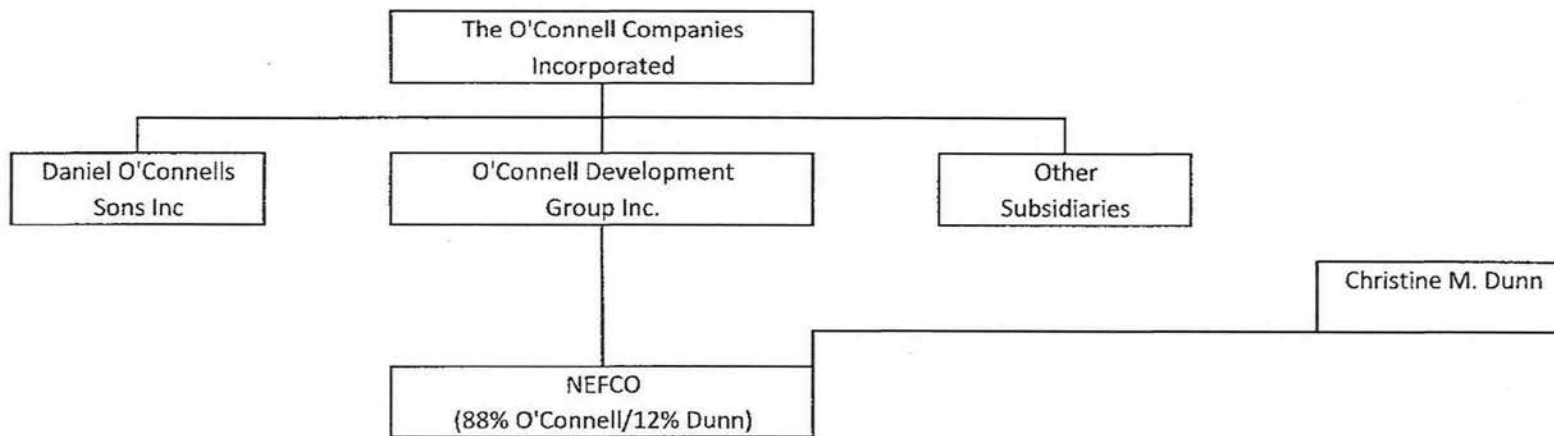 The O'Connell Companies
Incorporated
Daniel O'Connells
Sons Inc
O'Connell Development
Group Inc.
Other
Subsidiaries
Christine M. Dunn
NEFCO
(88% O'Connell/12% Dunn)